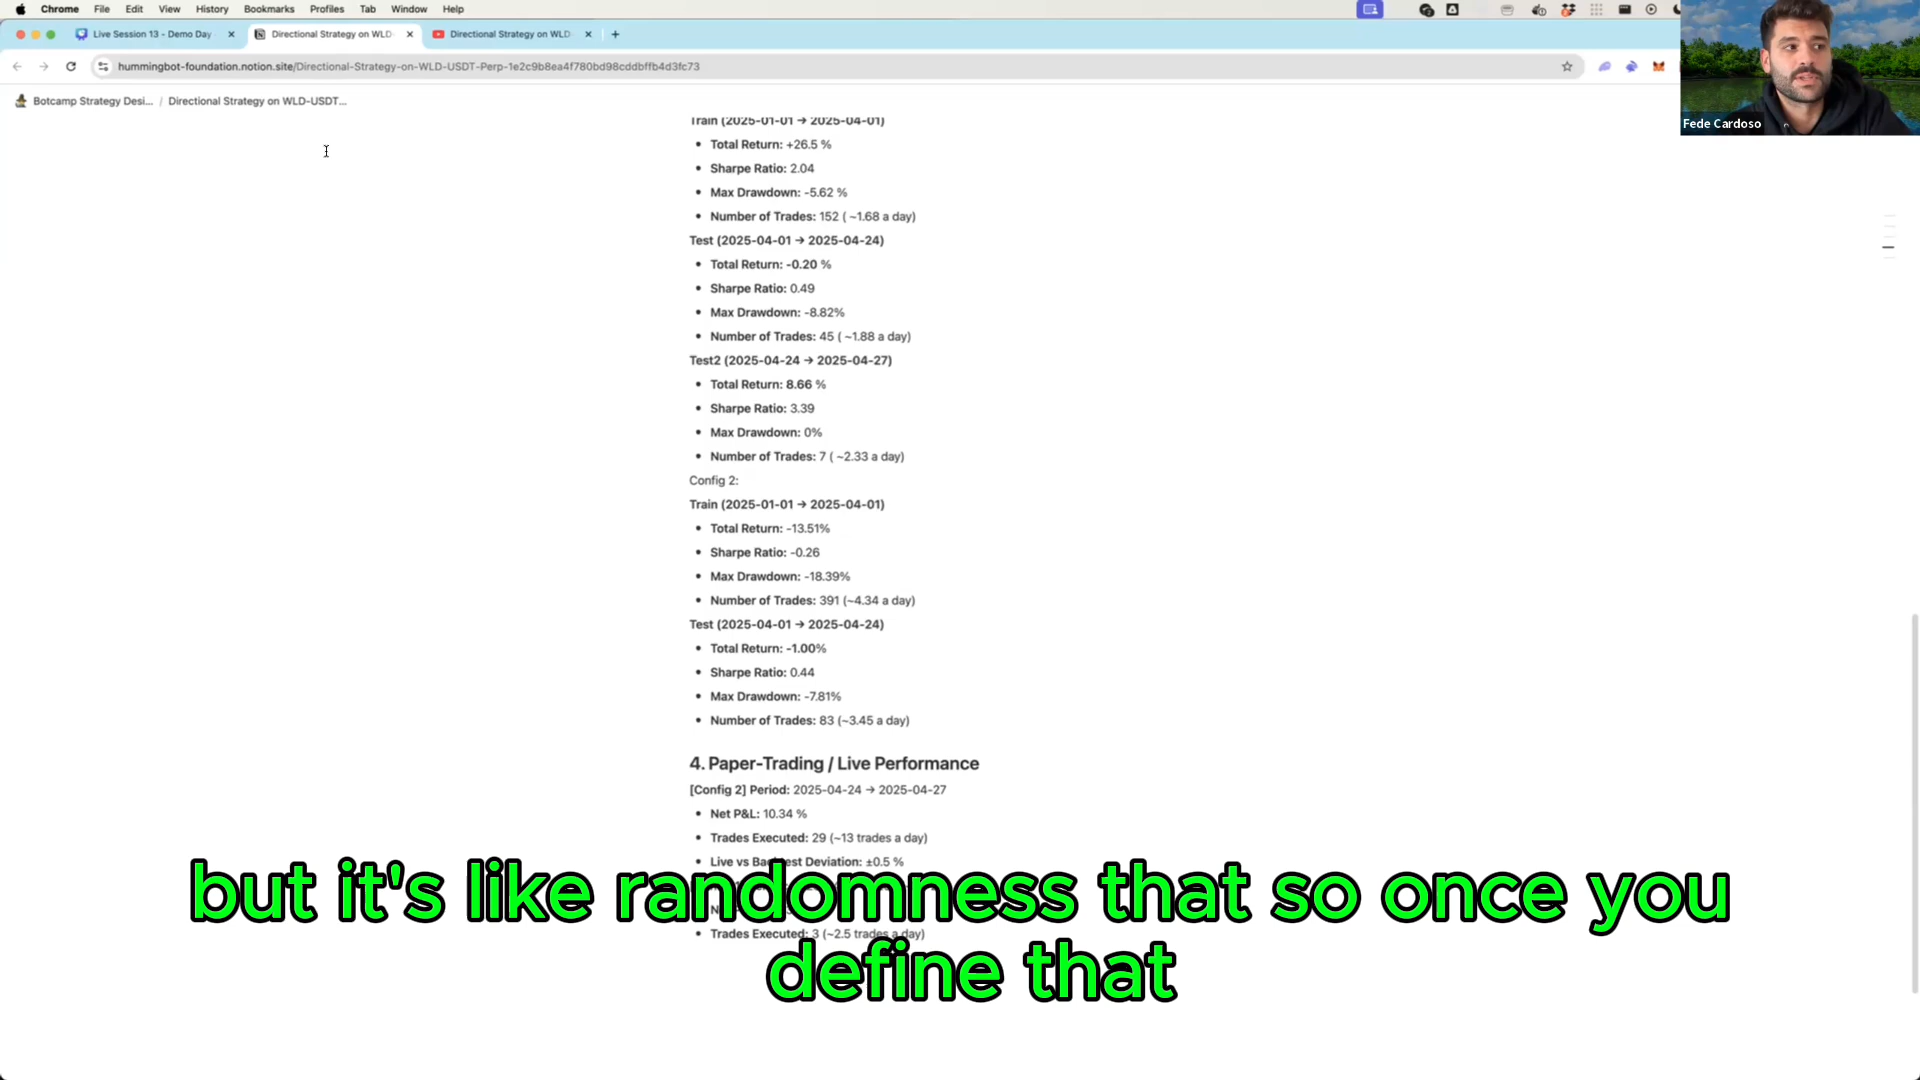 Chrome File Edit View History Bookmarks Profiles Tab Window Help
Live Session 13 - Demo Day
Directional Strategy on WLD-
Directional Strategy on WLD
hummingbot-foundation.notion.site/Directional-Strategy-on-WLD-USDT-Perp-1e2c9b8ea4f780bd98cddbffb4d3fc73
Botcamp Strategy Desi... / Directional Strategy on WLD-USDT...
Fede Cardoso
Train (2025-01-01 → 2025-04-01)
• Total Return: +26.5 %
• Sharpe Ratio: 2.04
• Max Drawdown: -5.62 %
• Number of Trades: 152 ( ~1.68 a day)
Test (2025-04-01 → 2025-04-24)
• Total Return: -0.20 %
• Sharpe Ratio: 0.49
• Max Drawdown: -8.82%
• Number of Trades: 45 ( ~1.88 a day)
Test2 (2025-04-24 → 2025-04-27)
• Total Return: 8.66 %
• Sharpe Ratio: 3.39
• Max Drawdown: 0%
• Number of Trades: 7 ( ~2.33 a day)
Config 2:
Train (2025-01-01 → 2025-04-01)
• Total Return: -13.51%
• Sharpe Ratio: -0.26
• Max Drawdown: -18.39%
• Number of Trades: 391 (~4.34 a day)
Test (2025-04-01 → 2025-04-24)
• Total Return: -1.00%
• Sharpe Ratio: 0.44
• Max Drawdown: -7.81%
• Number of Trades: 83 (~3.45 a day)
4. Paper-Trading / Live Performance
[Config 2] Period: 2025-04-24 → 2025-04-27
• Net P&L: 10.34 %
• Trades Executed: 29 (~13 trades a day)
• Live vs Backtest Deviation: ±0.5 %
• Trades Executed: 3 (~2.5 trades a day)
but it's like randomness that so once you
define that